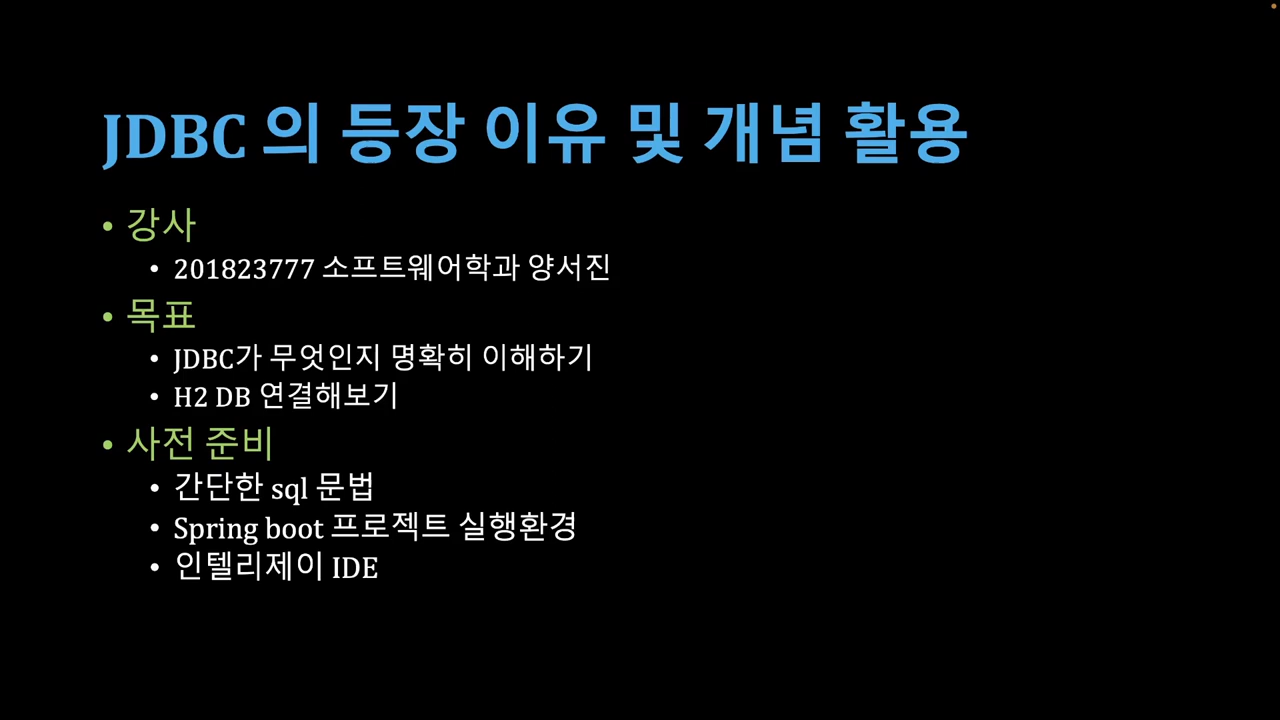 JDBC 의 등장 이유 및 개념 활용
• 강사
• 201823777 소프트웨어학과 양서진
• 목표
• JDBC가 무엇인지 명확히 이해하기
• H2 DB 연결해보기
• 사전 준비
• 간단한 sql 문법
• Spring boot 프로젝트 실행환경
• 인텔리제이 IDE